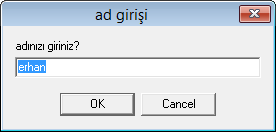 ad girişi
adınızı giriniz?
erhan
OK
Cancel